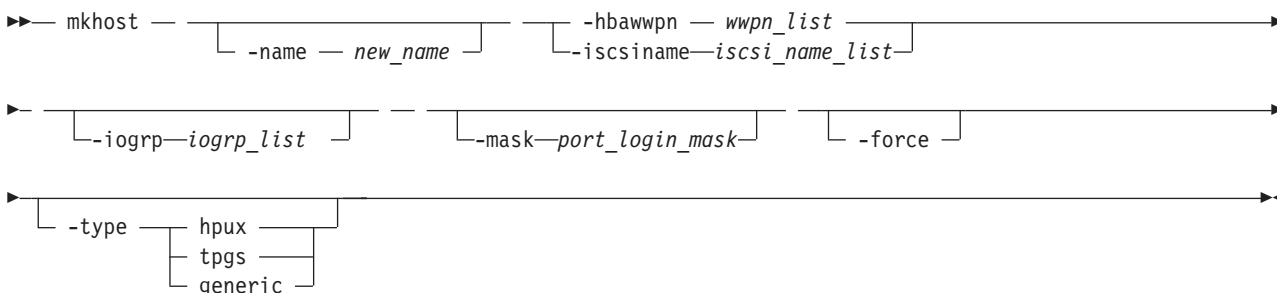 mkhost -name new_name -hbawwpn wwpn_list
-iscsiname iscsi_name_list
-iogrp iogrp_list -mask port_login_mask -force
-type hpux
tpgs
generic